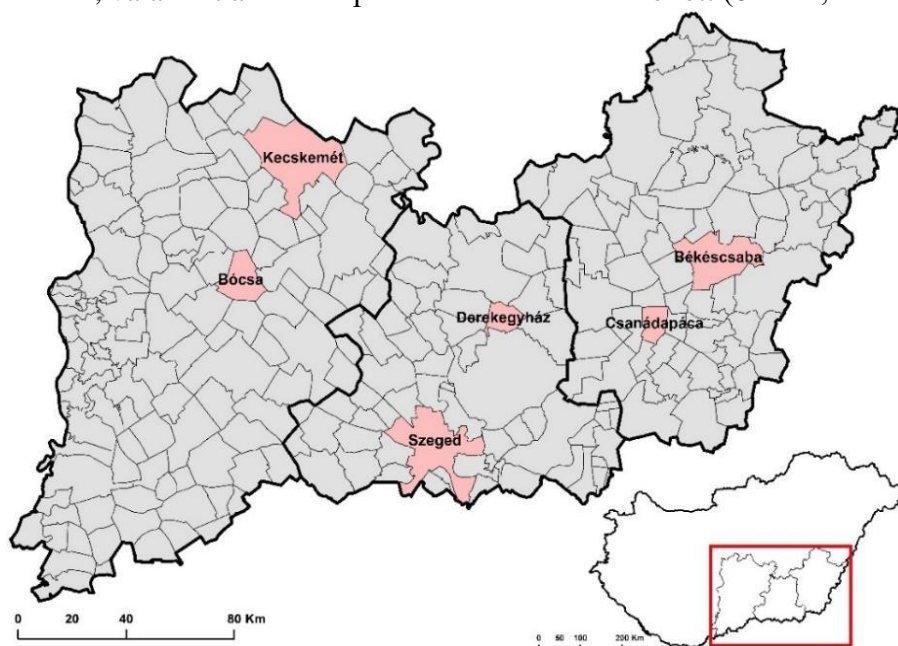 Kecskemét
Békéscsaba
Bócsa
Derekegyház
Csanádapáca
Szeged
0 20 40 80 Km
0 50 100 200 Km